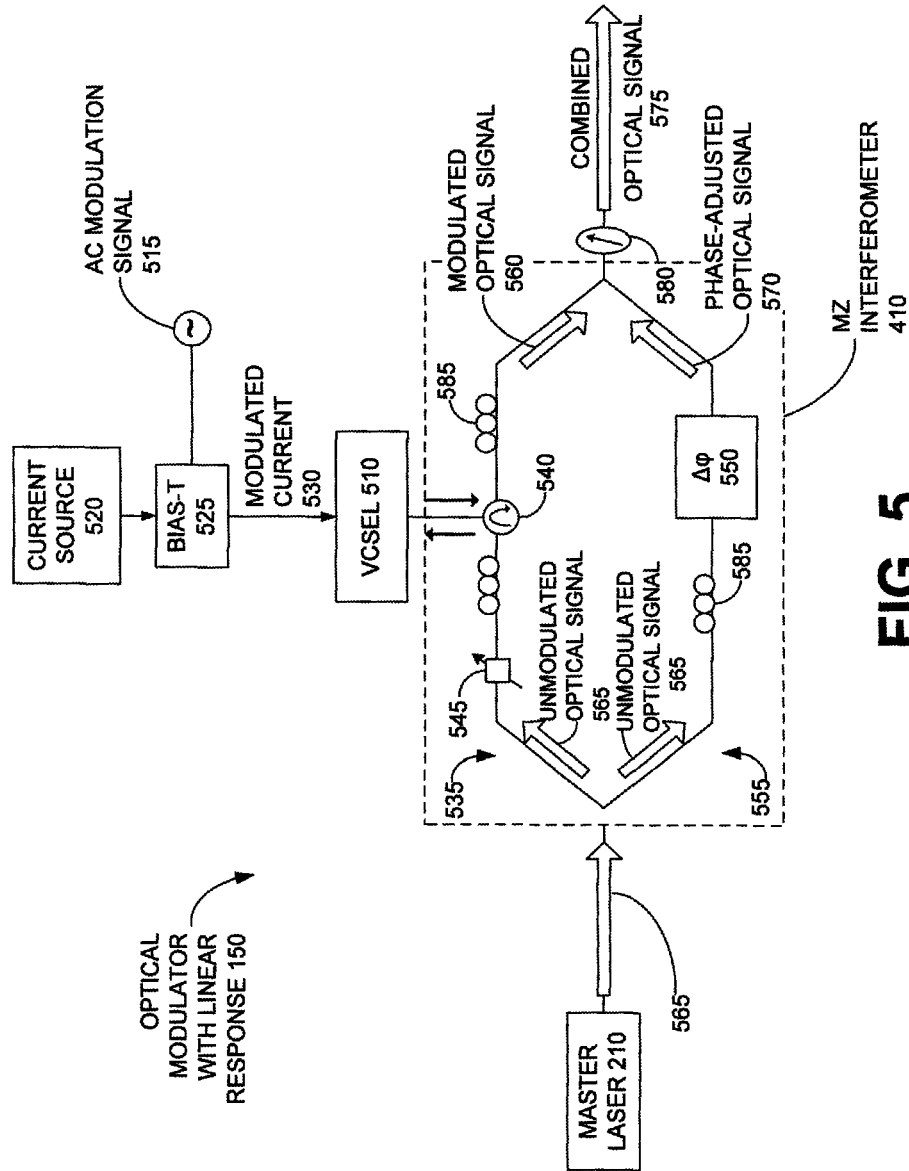 OPTICAL
MODULATOR
WITH LINEAR
RESPONSE 150
CURRENT
SOURCE
520
AC MODULATION
SIGNAL
515
BIAS-T
525
MODULATED
CURRENT
530
VCSEL 510
MASTER
LASER 210
565
535
545
540
585
UNMODULATED
OPTICAL SIGNAL
565
UNMODULATED
OPTICAL SIGNAL
565
555
585
Δφ
550
MODULATED
OPTICAL SIGNAL
560
PHASE-ADJUSTED
OPTICAL SIGNAL
570
580
COMBINED
OPTICAL SIGNAL
575
MZ
INTERFEROMETER
410
~
FIG. 5